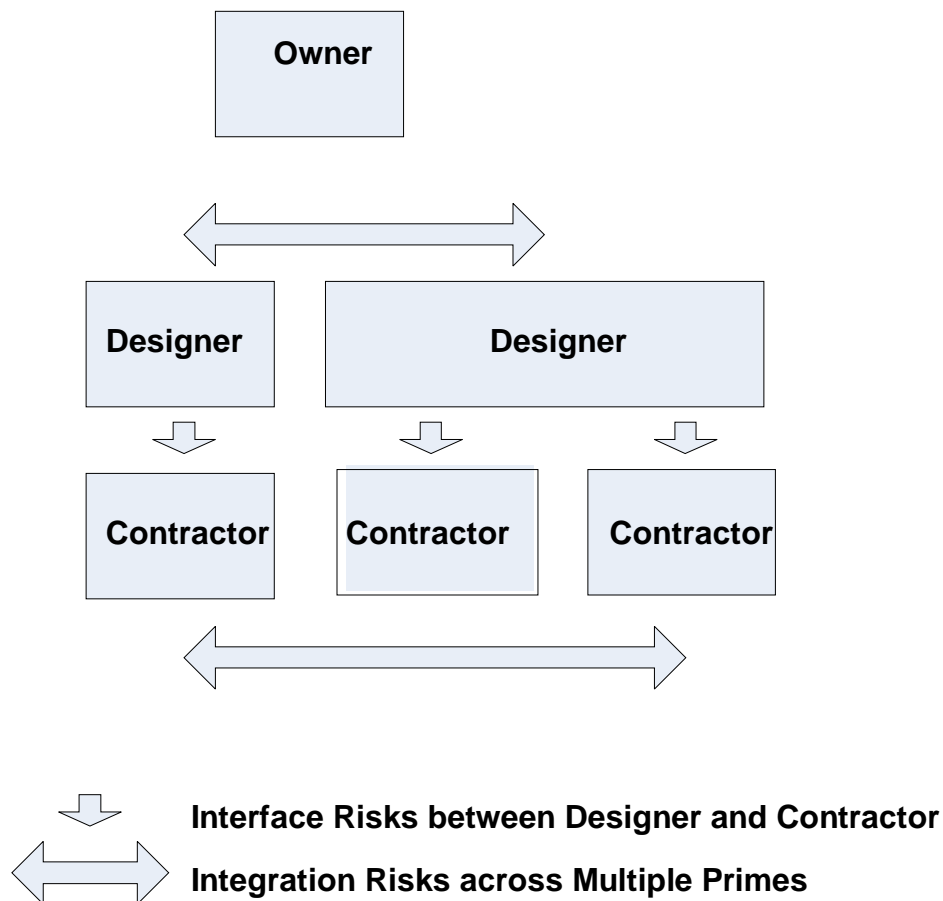 Owner
Designer Designer
Contractor Contractor Contractor
Interface Risks between Designer and Contractor
Integration Risks across Multiple Primes